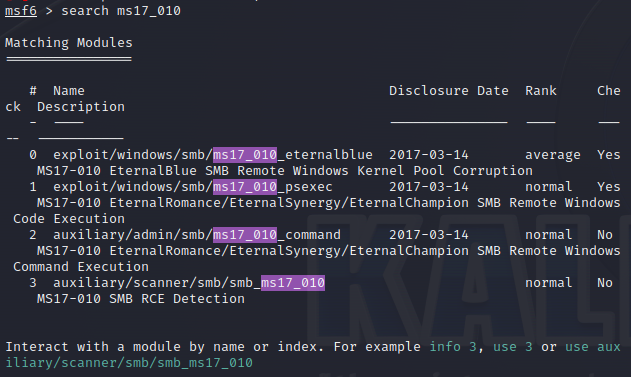 msf6 > search ms17_010
Matching Modules
================
#  Name                                      Disclosure Date  Rank     Che
ck  Description
-  ----                                      ---------------  ----     ---
--  -----------
0  exploit/windows/smb/ms17_010_eternalblue  2017-03-14       average  Yes
MS17-010 EternalBlue SMB Remote Windows Kernel Pool Corruption
1  exploit/windows/smb/ms17_010_psexec       2017-03-14       normal   Yes
MS17-010 EternalRomance/EternalSynergy/EternalChampion SMB Remote Windows
Code Execution
2  auxiliary/admin/smb/ms17_010_command      2017-03-14       normal   No
MS17-010 EternalRomance/EternalSynergy/EternalChampion SMB Remote Windows
Command Execution
3  auxiliary/scanner/smb/smb_ms17_010                         normal   No
MS17-010 SMB RCE Detection
KAL
Interact with a module by name or index. For example info 3, use 3 or use aux
iliary/scanner/smb/smb_ms17_010